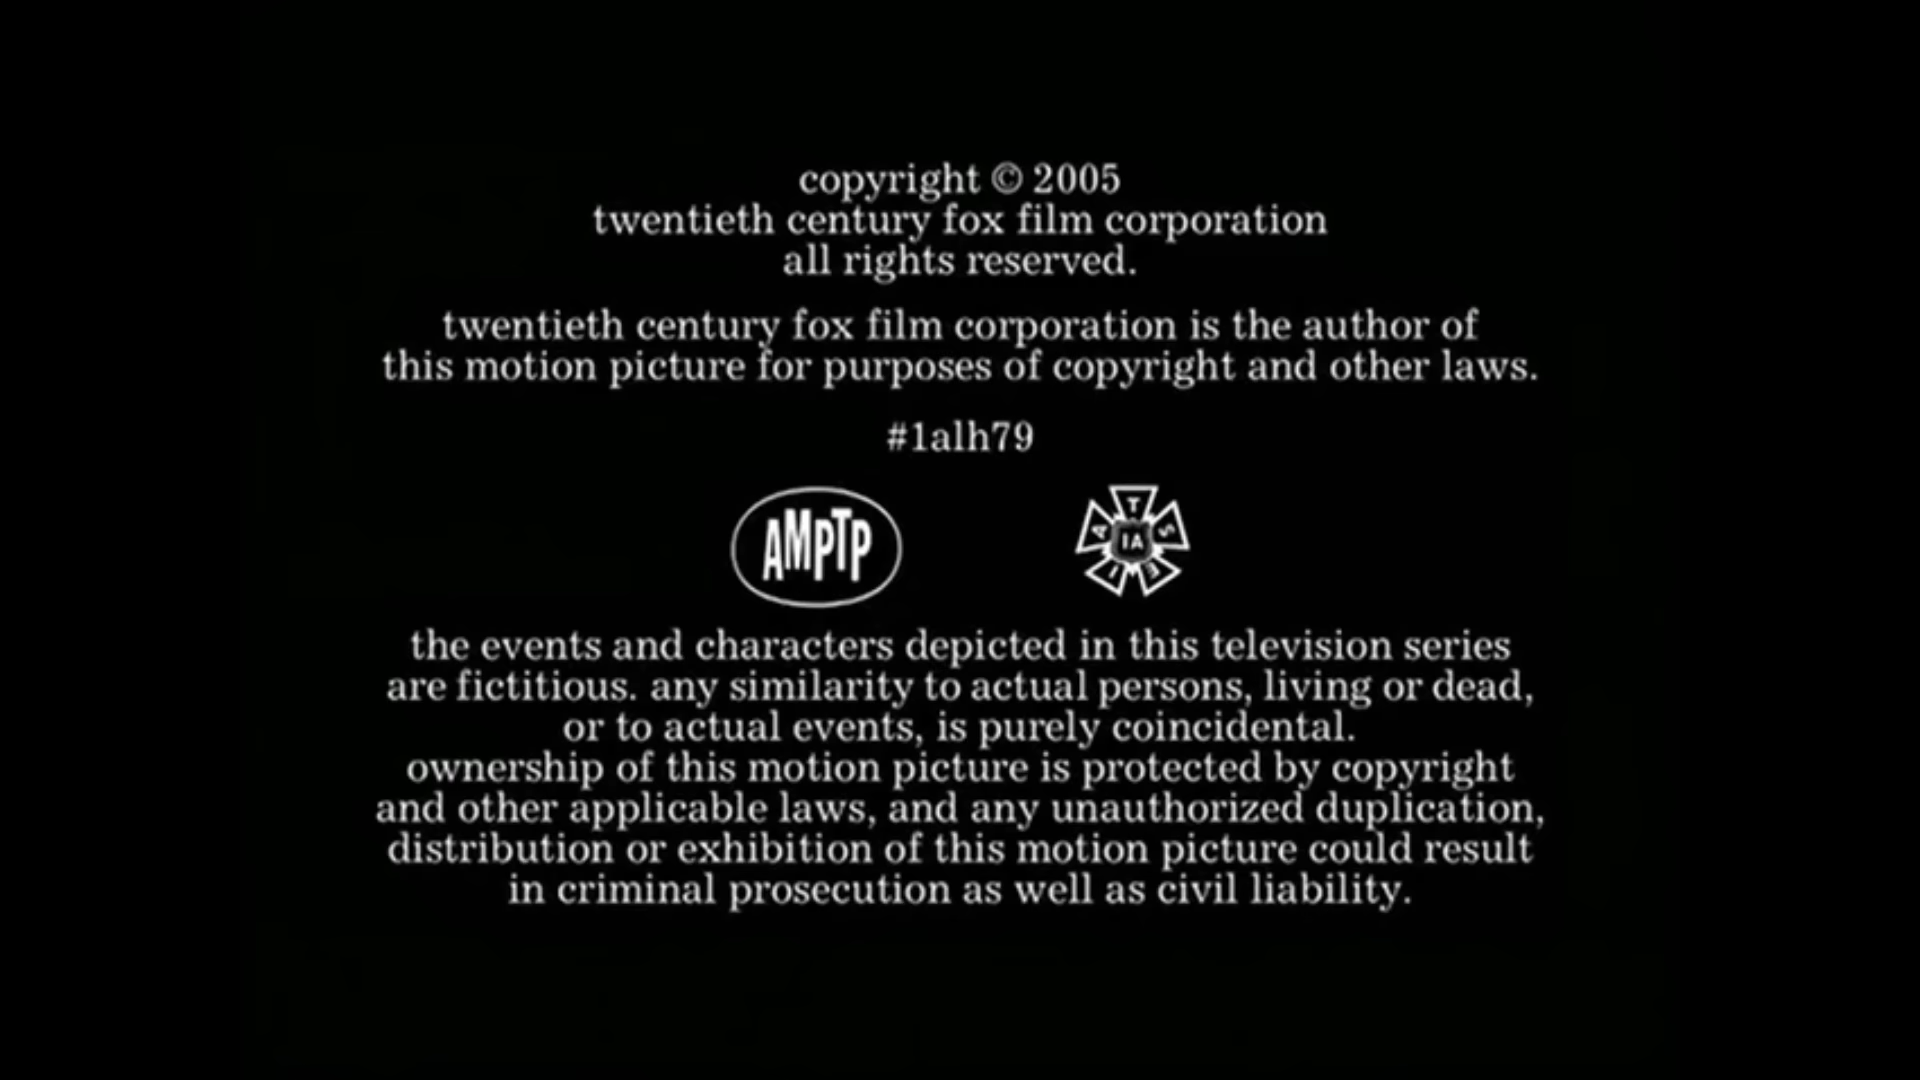 copyright © 2005
twentieth century fox film corporation
all rights reserved.
twentieth century fox film corporation is the author of
this motion picture for purposes of copyright and other laws.
#1alh79
AMPTP
IATSE
IA
the events and characters depicted in this television series
are fictitious. any similarity to actual persons, living or dead,
or to actual events, is purely coincidental.
ownership of this motion picture is protected by copyright
and other applicable laws, and any unauthorized duplication,
distribution or exhibition of this motion picture could result
in criminal prosecution as well as civil liability.